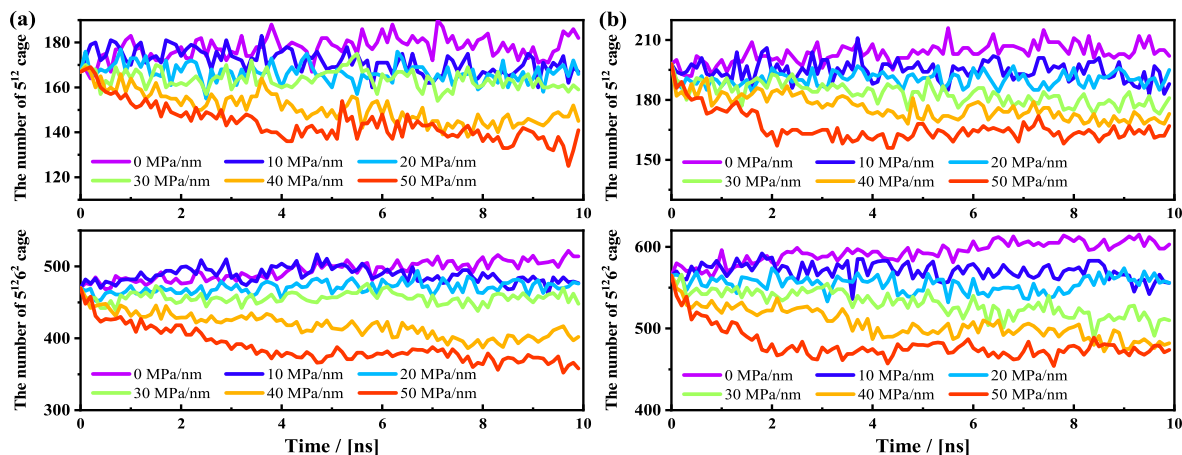 (a)
The number of 5¹² cage
180
160
140
120
0 MPa/nm 10 MPa/nm 20 MPa/nm
30 MPa/nm 40 MPa/nm 50 MPa/nm
0 2 4 6 8 10
The number of 5¹²6² cage
500
400
300
0 MPa/nm 10 MPa/nm 20 MPa/nm
30 MPa/nm 40 MPa/nm 50 MPa/nm
0 2 4 6 8 10
Time / [ns]
(b)
The number of 5¹² cage
210
180
150
0 MPa/nm 10 MPa/nm 20 MPa/nm
30 MPa/nm 40 MPa/nm 50 MPa/nm
0 2 4 6 8 10
The number of 5¹²6² cage
600
500
400
0 MPa/nm 10 MPa/nm 20 MPa/nm
30 MPa/nm 40 MPa/nm 50 MPa/nm
0 2 4 6 8 10
Time / [ns]